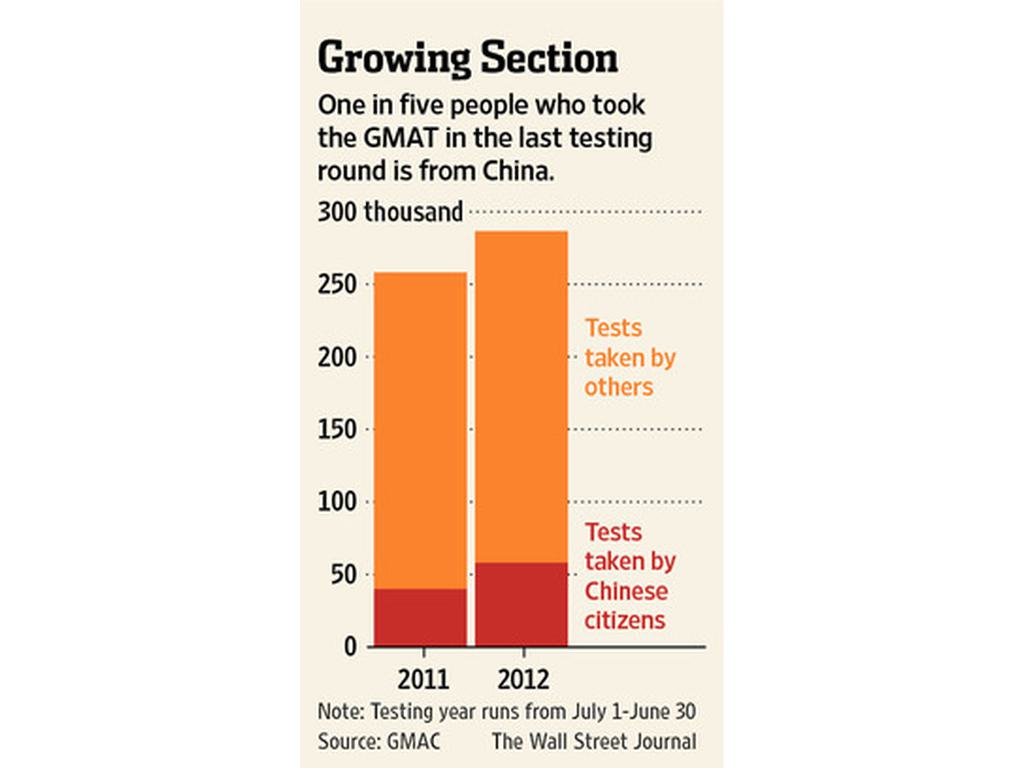 Growing Section
One in five people who took
the GMAT in the last testing
round is from China.
300 thousand
250
200
150
100
50
0
Tests
taken by
others
Tests
taken by
Chinese
citizens
2011 2012
Note: Testing year runs from July 1-June 30
Source: GMAC The Wall Street Journal